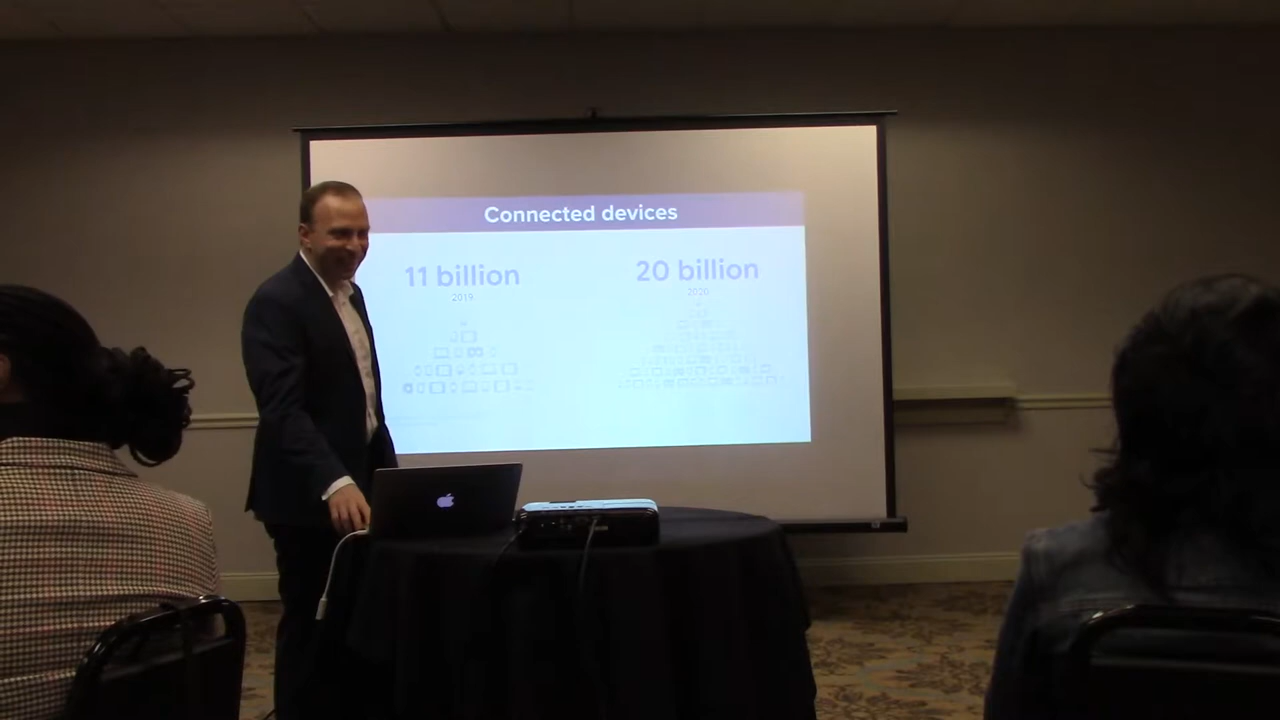 Connected devices
11 billion
2019
20 billion
2020